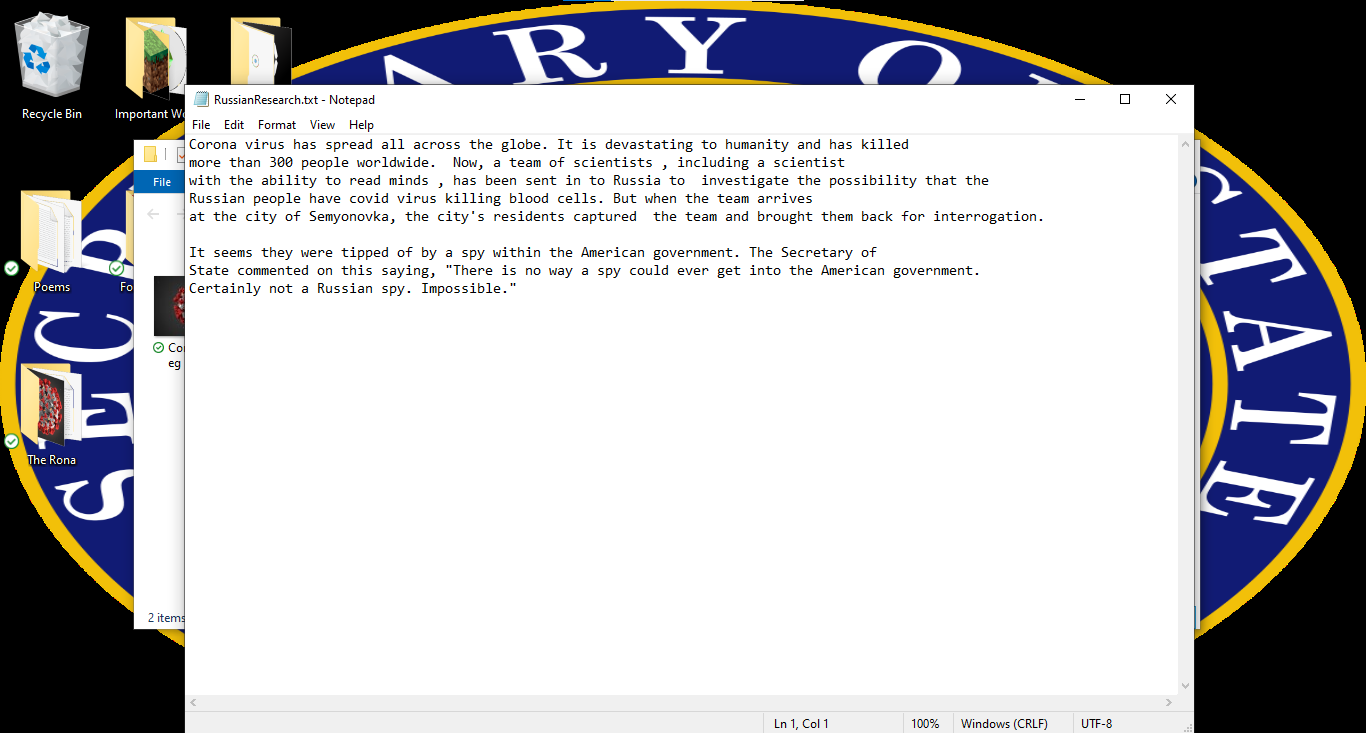 ARY O
SECR
STATE
Recycle Bin
Important Wo
RussianResearch.txt - Notepad
File Edit Format View Help
Corona virus has spread all across the globe. It is devastating to humanity and has killed
more than 300 people worldwide.  Now, a team of scientists , including a scientist
with the ability to read minds , has been sent in to Russia to  investigate the possibility that the
Russian people have covid virus killing blood cells. But when the team arrives
at the city of Semyonovka, the city's residents captured  the team and brought them back for interrogation.
It seems they were tipped of by a spy within the American government. The Secretary of
State commented on this saying, "There is no way a spy could ever get into the American government.
Certainly not a Russian spy. Impossible."
File
Poems
Fo
Co
eg
The Rona
2 items
Ln 1, Col 1 100% Windows (CRLF) UTF-8